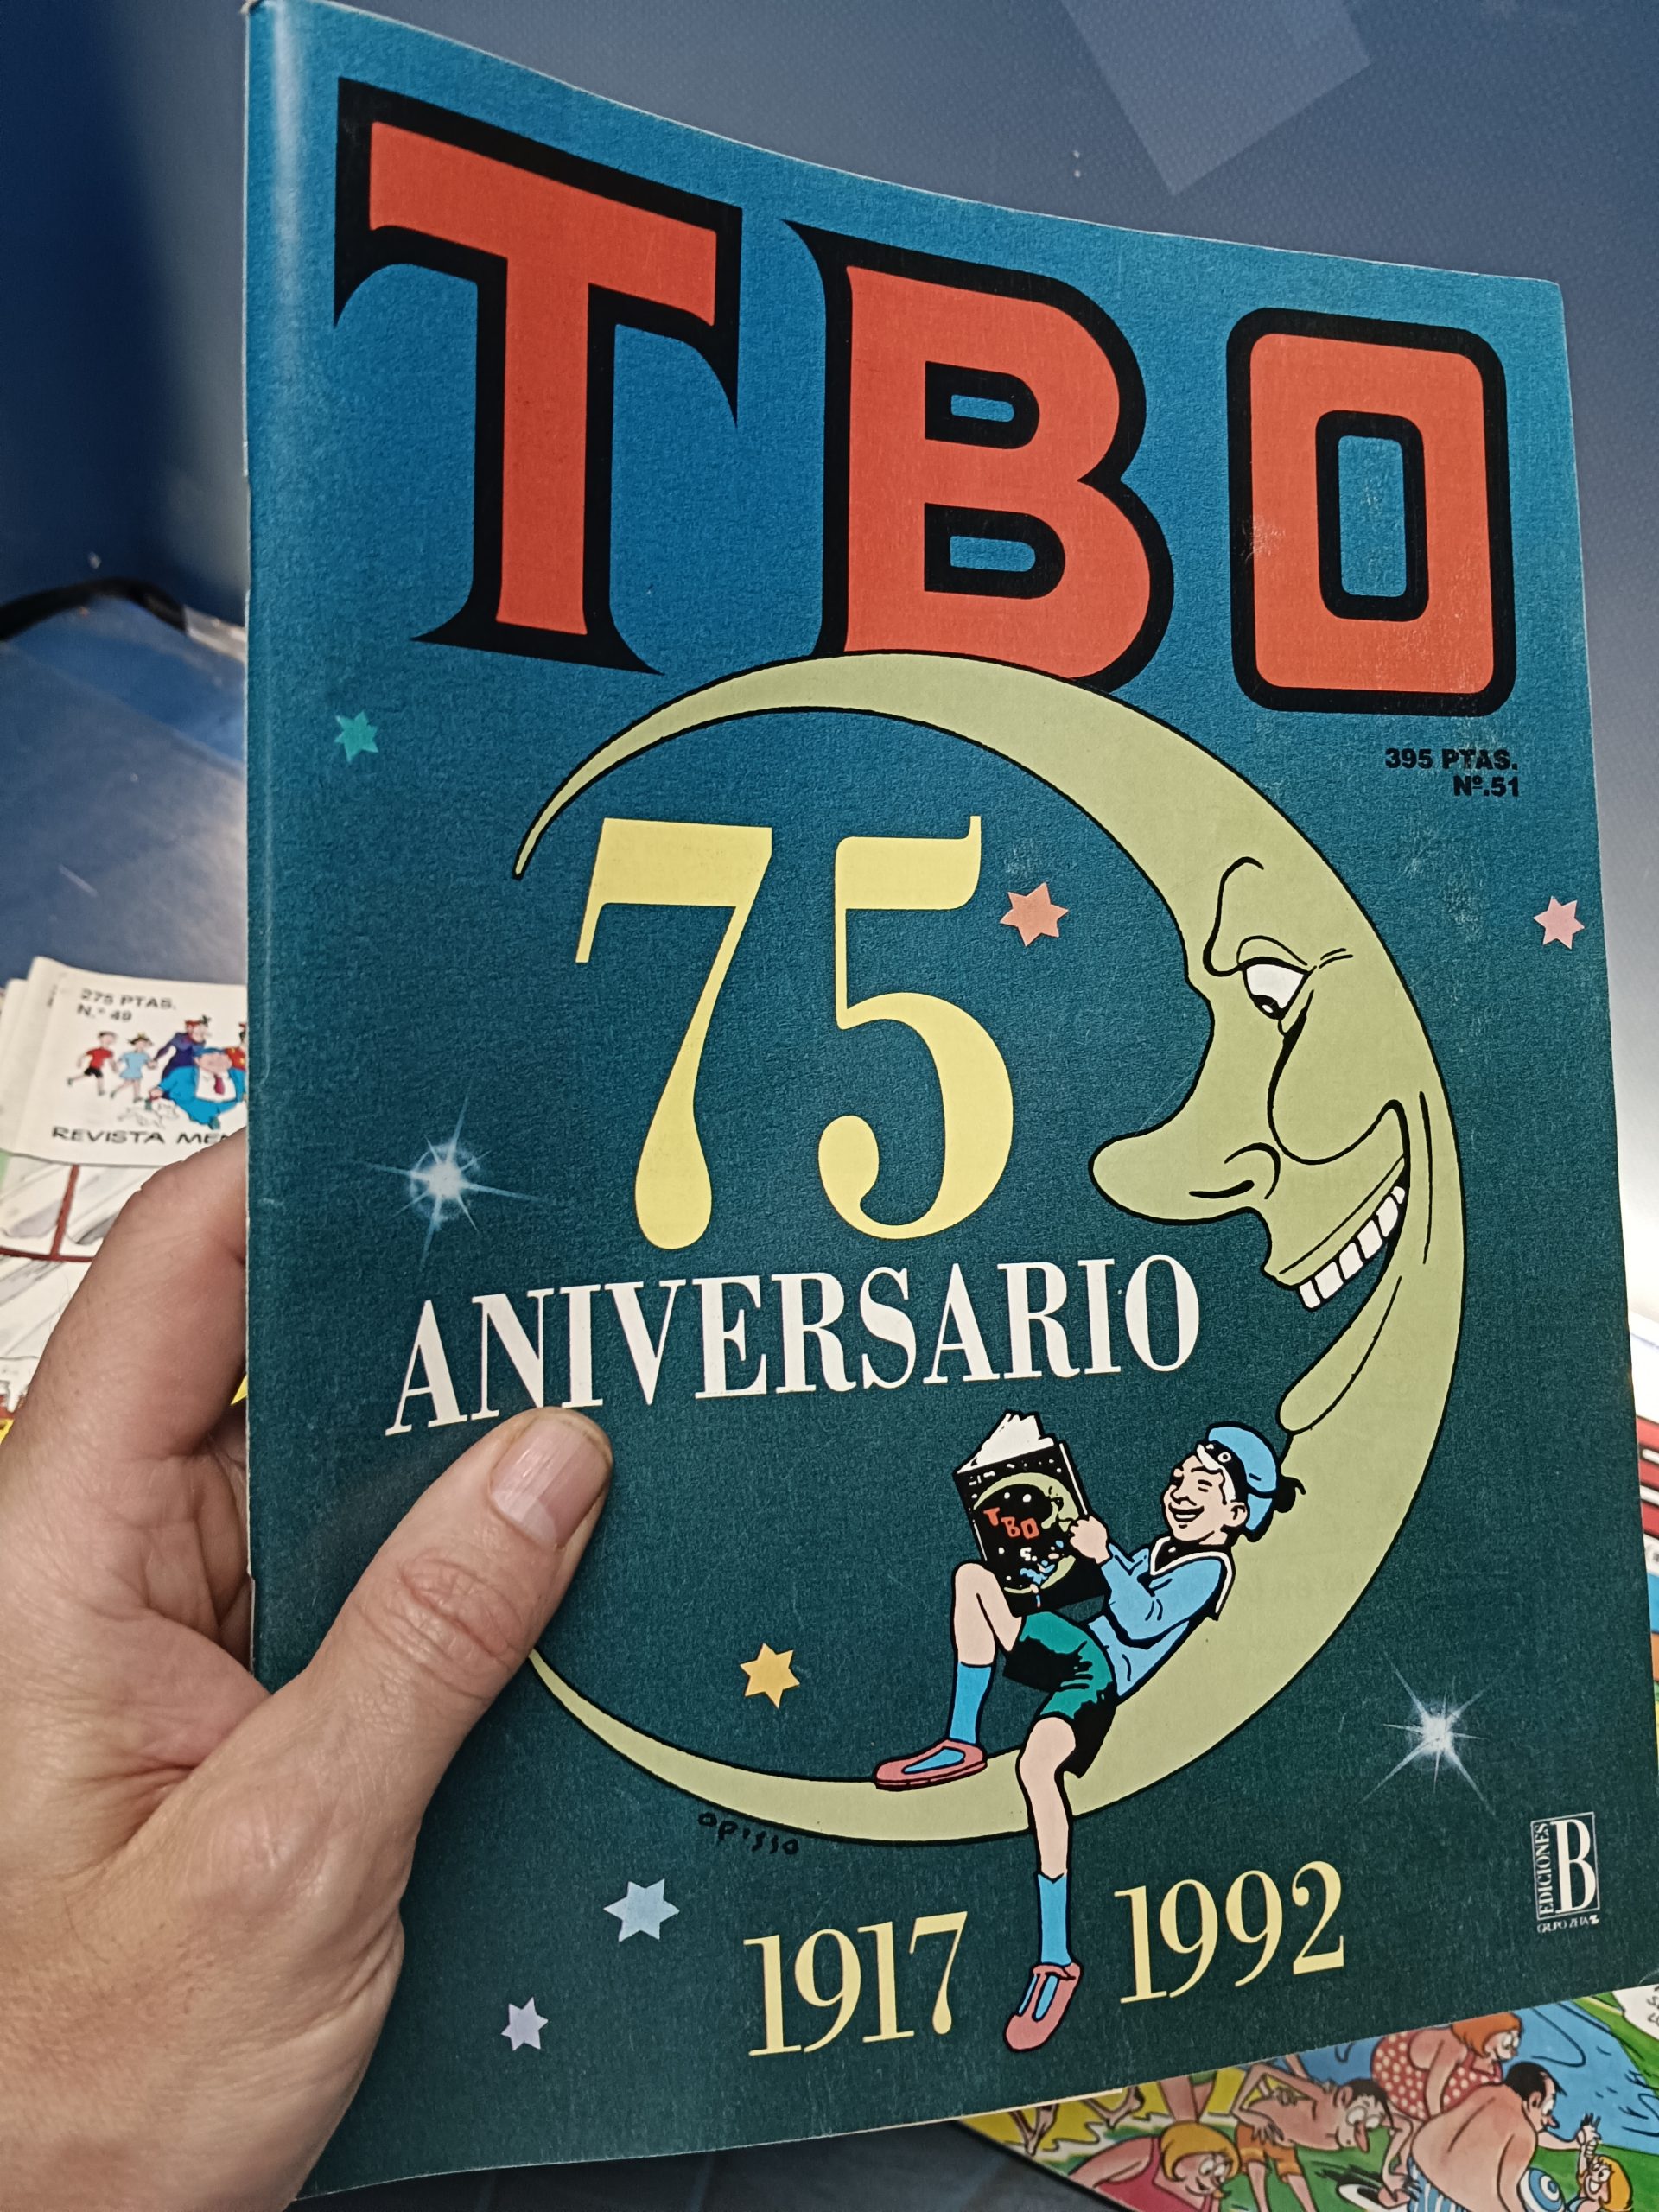 TBO
395 PTAS.
Nº.51
75
ANIVERSARIO
TBO
opisso
1917 1992
EDICIONES B
GRUPO ZETA
275 PTAS.
N.º 49
REVISTA ME